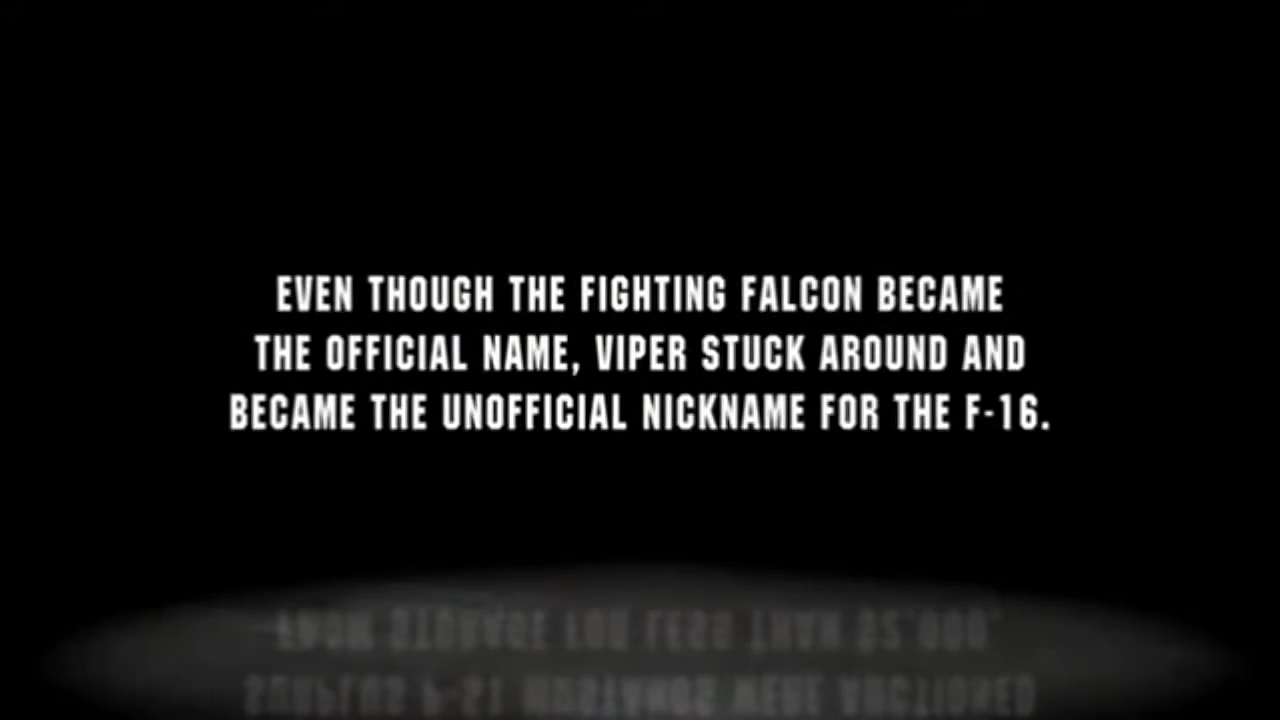 EVEN THOUGH THE FIGHTING FALCON BECAME
THE OFFICIAL NAME, VIPER STUCK AROUND AND
BECAME THE UNOFFICIAL NICKNAME FOR THE F-16.